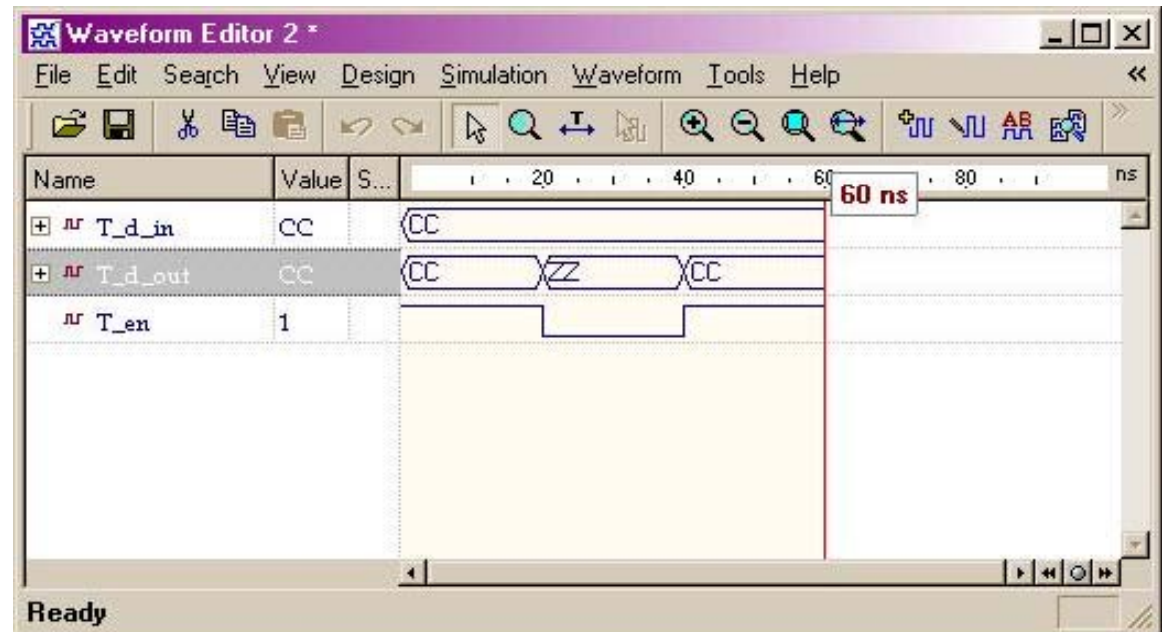 Waveform Editor 2 *
File Edit Search View Design Simulation Waveform Tools Help
AB
Name Value S... 20 40 60 80 ns
60 ns
T_d_in CC CC
T_d_out CC CC ZZ CC
T_en 1
Ready